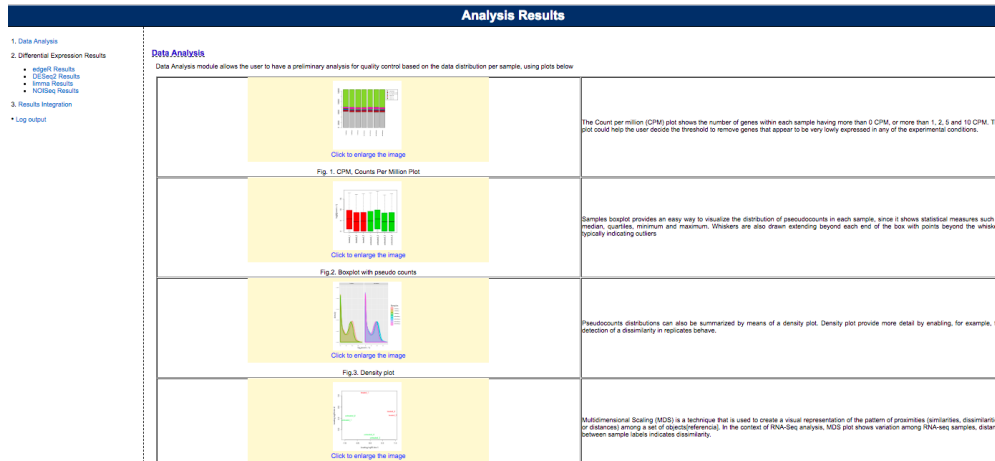 Analysis Results
1. Data Analysis
2. Differential Expression Results
edgeR Results
DESeq2 Results
limma Results
NOISeq Results
3. Results Integration
* Log output
Data Analysis
Data Analysis module allows the user to have a preliminary analysis for quality control based on the data distribution per sample, using plots below
Click to enlarge the image
Fig. 1. CPM, Counts Per Million Plot
The Count per million (CPM) plot shows the number of genes within each sample having more than 0 CPM, or more than 1, 2, 5 and 10 CPM.
plot could help the user decide the threshold to remove genes that appear to be very lowly expressed in any of the experimental conditions.
Click to enlarge the image
Fig.2. Boxplot with pseudo counts
Samples boxplot provides an easy way to visualize the distribution of pseudocounts in each sample, since it shows statistical measures such
median, quartiles, minimum and maximum. Whiskers are also drawn extending beyond each end of the box with points beyond the
typically indicating outliers
Click to enlarge the image
Fig.3. Density plot
Pseudocounts distributions can also be summarized by means of a density plot. Density plot provide more detail by enabling, for example,
detection of a dissimilarity in replicates behave.
Click to enlarge the image
Multidimensional Scaling (MDS) is a technique that is used to create a visual representation of the pattern of proximities (similarities,
or distances) among a set of objects[referencia]. In the context of RNA-Seq analysis, MDS plot shows variation among RNA-seq samples,
between sample labels indicates dissimilarity.